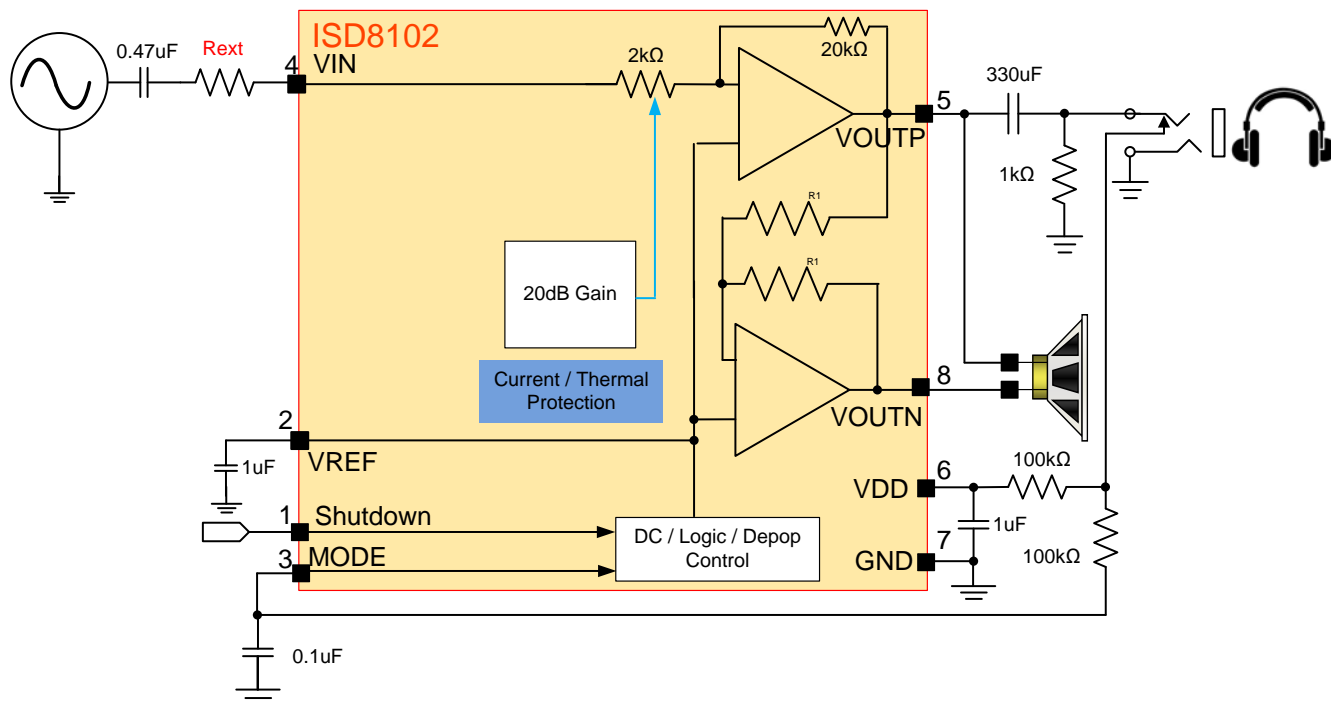 ISD8102
0.47uF
Rext
4
VIN
2kΩ
20kΩ
5
VOUTP
330uF
1kΩ
R1
R1
20dB Gain
Current / Thermal
Protection
8
VOUTN
2
VREF
1uF
6
VDD
100kΩ
1
Shutdown
DC / Logic / Depop
Control
1uF
7
GND
100kΩ
3
MODE
0.1uF